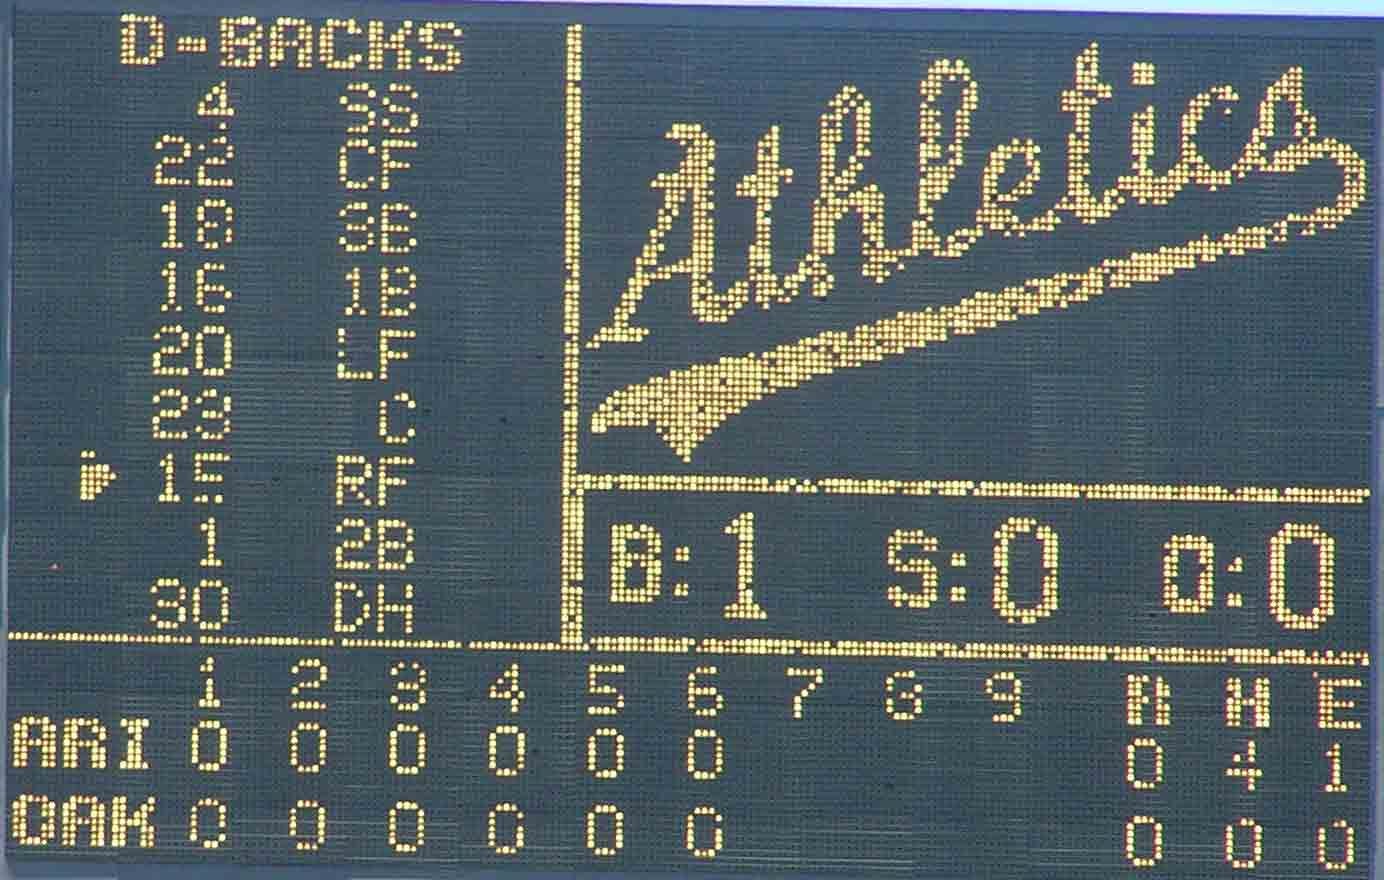 D-BACKS
4 SS
22 CF
18 3B
16 1B
20 LF
23 C
15 RF
1 2B
30 DH
Athletics
B:1 S:0 O:0
1 2 3 4 5 6 7 8 9 R H E
ARI 0 0 0 0 0 0 0 4 1
OAK 0 0 0 0 0 0 0 0 0